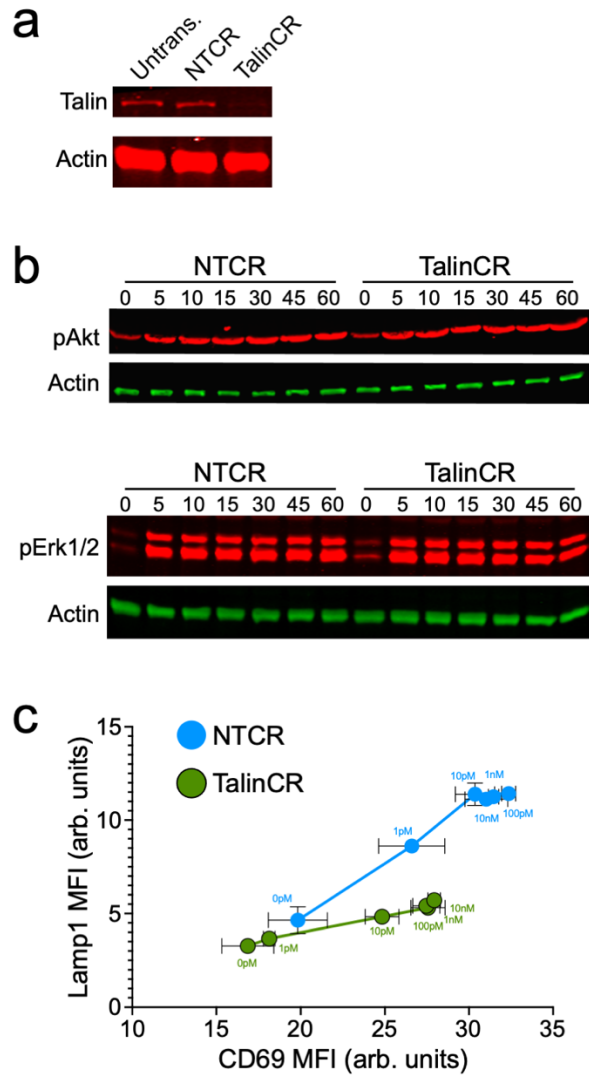 a
Untrans. NTCR TalinCR
Talin
Actin
b
NTCR TalinCR
0 5 10 15 30 45 60 0 5 10 15 30 45 60
pAkt
Actin
NTCR TalinCR
0 5 10 15 30 45 60 0 5 10 15 30 45 60
pErk1/2
Actin
c
NTCR
TalinCR
15
10
5
0
Lamp1 MFI (arb. units)
10pM 1nM
10nM 100pM
1pM
0pM
0pM 1pM 10pM 100pM 1nM 10nM
10 15 20 25 30 35
CD69 MFI (arb. units)